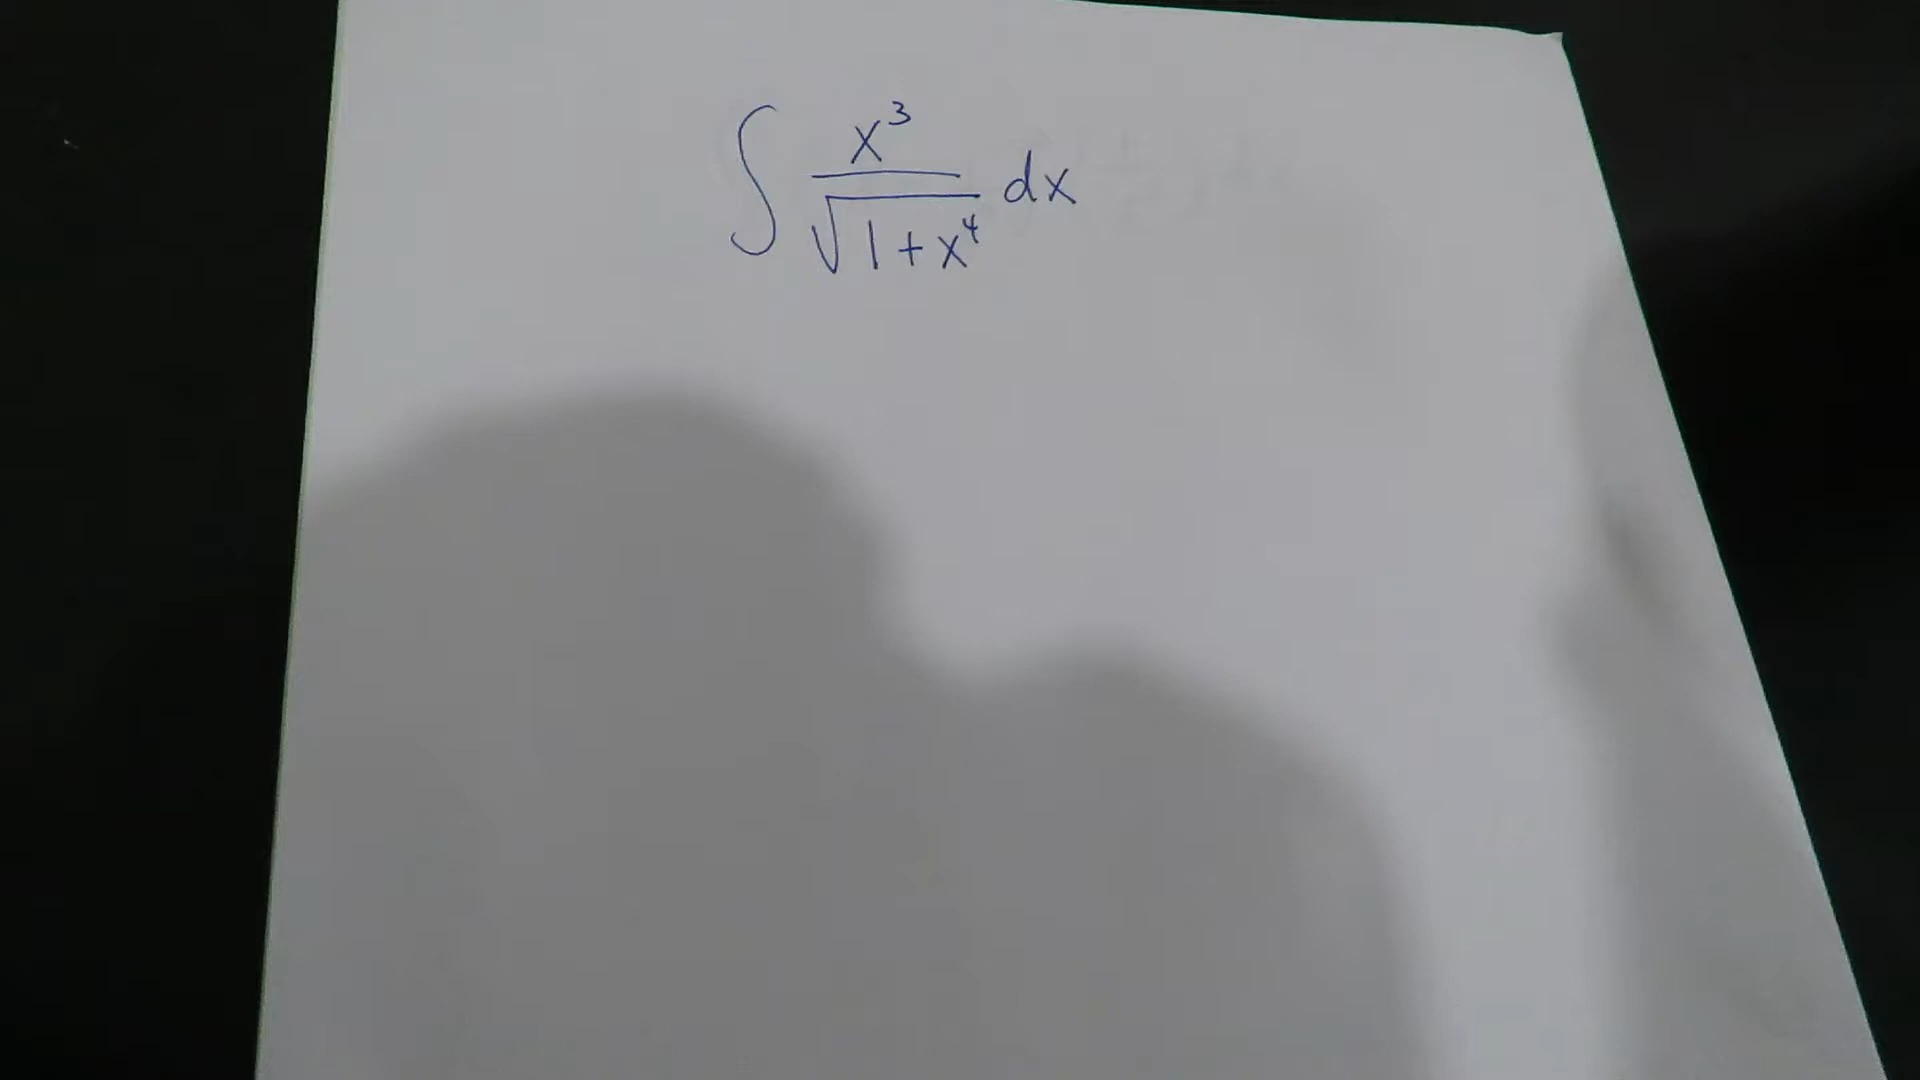 ∫ x³/√(1+x⁴) dx